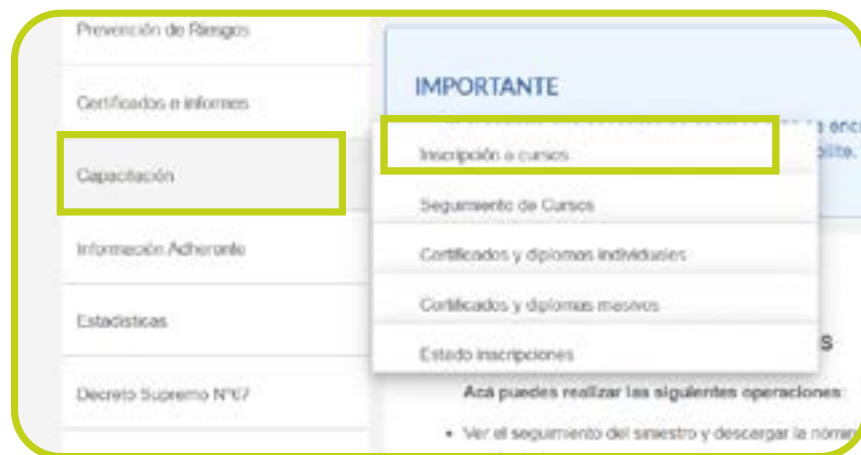 Prevención de Riesgos
Certificados e informes
Capacitación
Información Adherente
Estadísticas
Decreto Supremo N°67
IMPORTANTE
Inscripción a cursos
Seguimiento de Cursos
Certificados y diplomas individuales
Certificados y diplomas masivos
Estado inscripciones
Acá puedes realizar las siguientes operaciones:
• Ver el seguimiento del siniestro y descargar la nómin